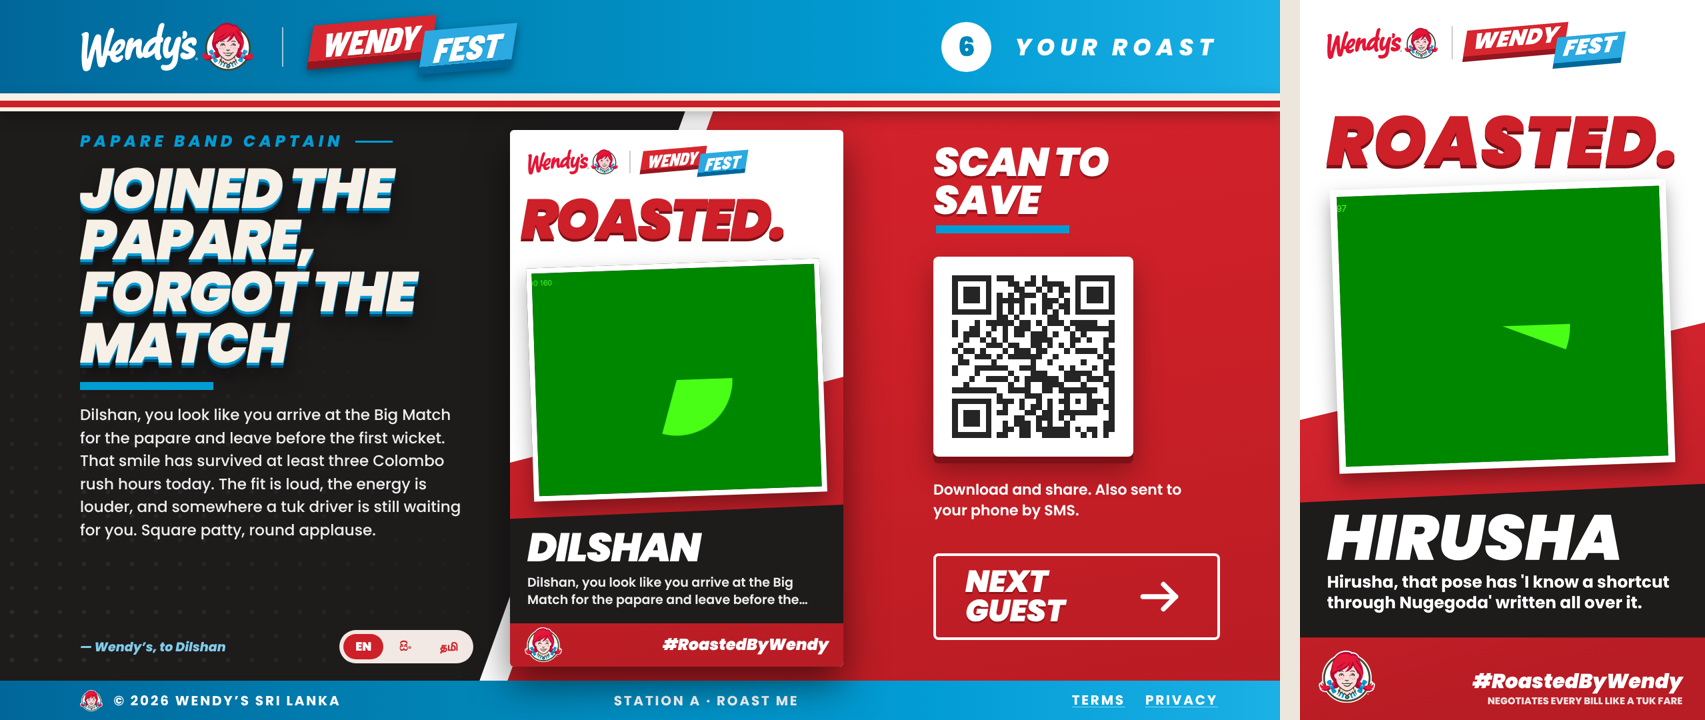 Wendy's
WENDY FEST
6
YOUR ROAST
PAPARE BAND CAPTAIN
JOINED THE
PAPARE,
FORGOT THE
MATCH
Dilshan, you look like you arrive at the Big Match
for the papare and leave before the first wicket.
That smile has survived at least three Colombo
rush hours today. The fit is loud, the energy is
louder, and somewhere a tuk driver is still waiting
for you. Square patty, round applause.
— Wendy's, to Dilshan
EN
සිං
தமி
Wendy's
WENDY FEST
ROASTED.
160
DILSHAN
Dilshan, you look like you arrive at the Big
Match for the papare and leave before the...
#RoastedByWendy
SCAN TO
SAVE
Download and share. Also sent to
your phone by SMS.
NEXT
GUEST
© 2026 WENDY'S SRI LANKA
STATION A · ROAST ME
TERMS
PRIVACY
Wendy's
WENDY FEST
ROASTED.
97
HIRUSHA
Hirusha, that pose has 'I know a shortcut
through Nugegoda' written all over it.
#RoastedByWendy
NEGOTIATES EVERY BILL LIKE A TUK FARE